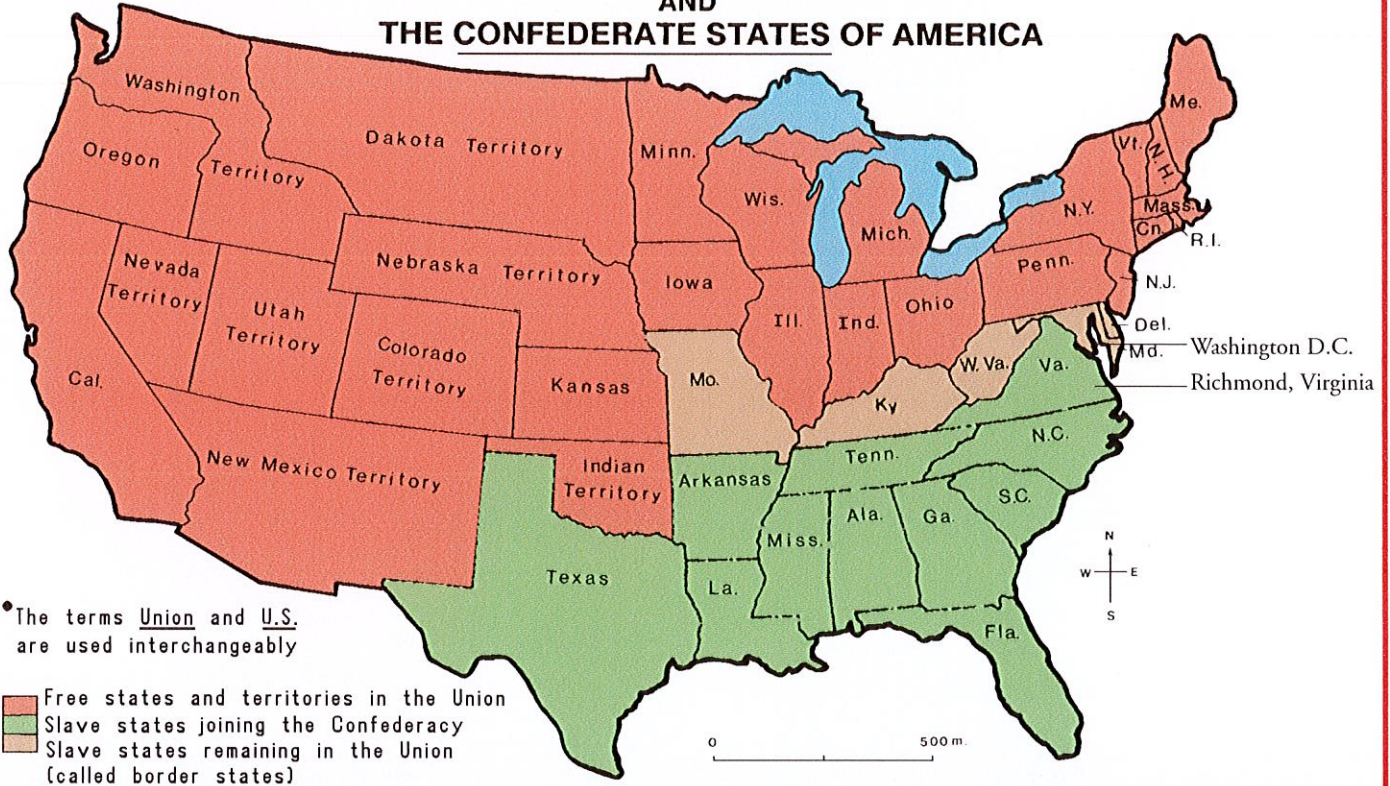 AND
THE CONFEDERATE STATES OF AMERICA
Washington
Territory
Oregon
Dakota Territory
Minn.
Wis.
Mich.
Me.
Vt.
N.H.
Mass.
Cn.
R.I.
N.Y.
Penn.
N.J.
Nevada
Territory
Utah
Territory
Nebraska Territory
Iowa
Ill.
Ind.
Ohio
Del.
Md.
Washington D.C.
Richmond, Virginia
Cal.
Colorado
Territory
Kansas
Mo.
Ky
W. Va.
Va.
New Mexico Territory
Indian
Territory
Arkansas
Tenn.
N.C.
S.C.
Texas
La.
Miss.
Ala.
Ga.
Fla.
N
W E
S
•The terms Union and U.S.
are used interchangeably
Free states and territories in the Union
Slave states joining the Confederacy
Slave states remaining in the Union
(called border states)
0 500 m.